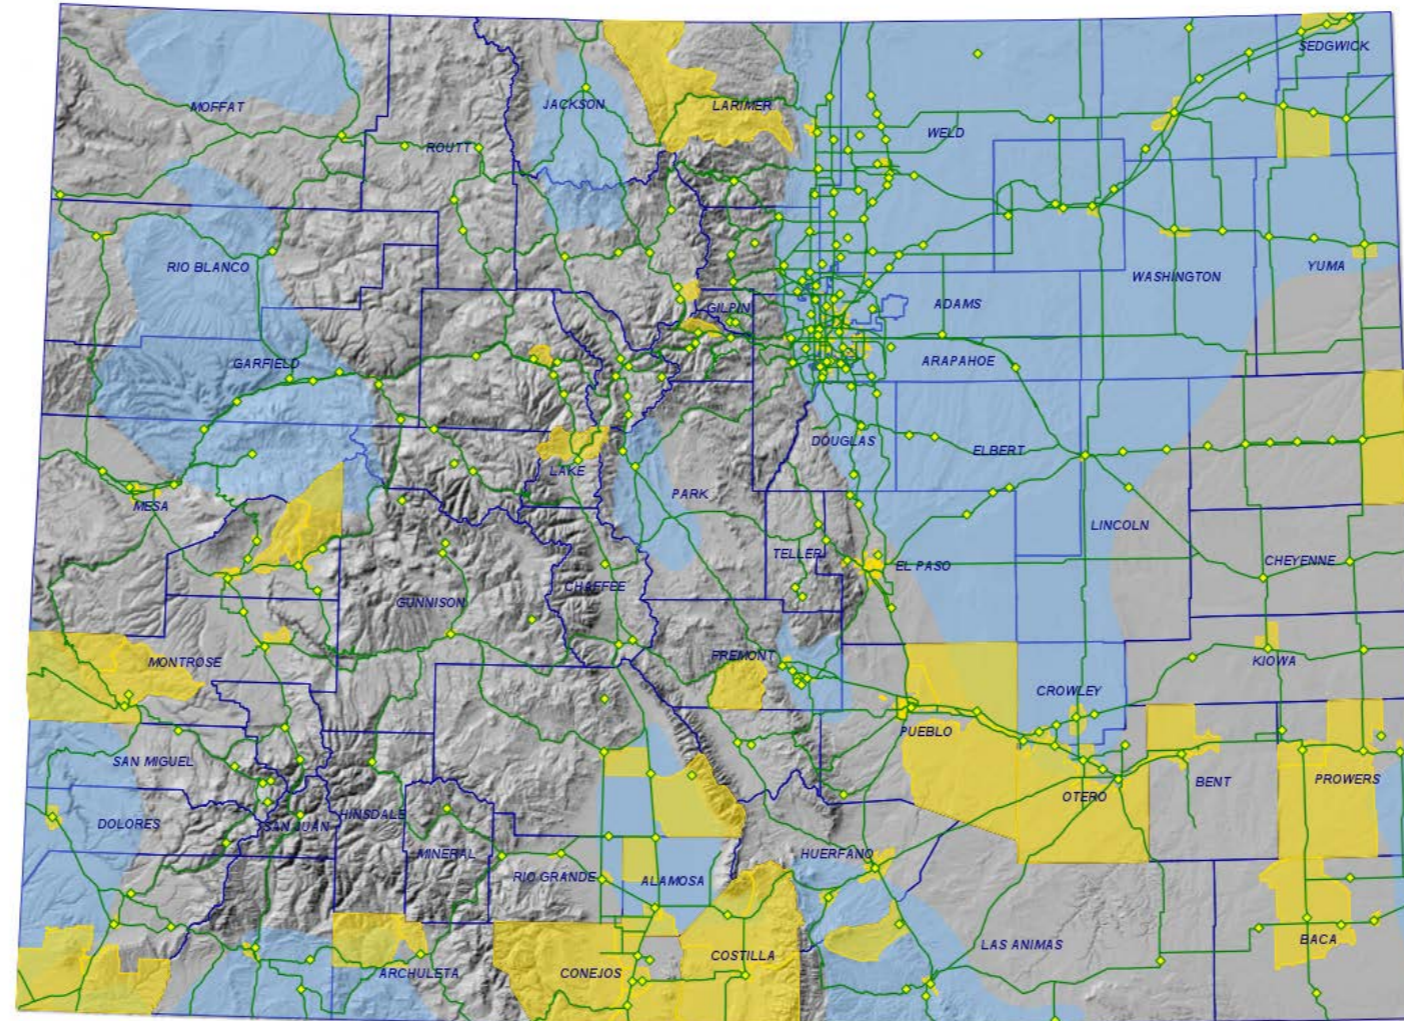 SEDGWICK
MOFFAT
JACKSON
LARIMER
WELD
ROUTT
RIO BLANCO
WASHINGTON
YUMA
GILPIN
ADAMS
GARFIELD
ARAPAHOE
DOUGLAS
ELBERT
LAKE
PARK
MESA
LINCOLN
TELLER
EL PASO
CHEYENNE
CHAFFEE
GUNNISON
MONTROSE
FREMONT
KIOWA
CROWLEY
PUEBLO
SAN MIGUEL
BENT
PROWERS
OTERO
DOLORES
SAN JUAN
HINSDALE
MINERAL
HUERFANO
RIO GRANDE
ALAMOSA
BACA
LAS ANIMAS
COSTILLA
ARCHULETA
CONEJOS